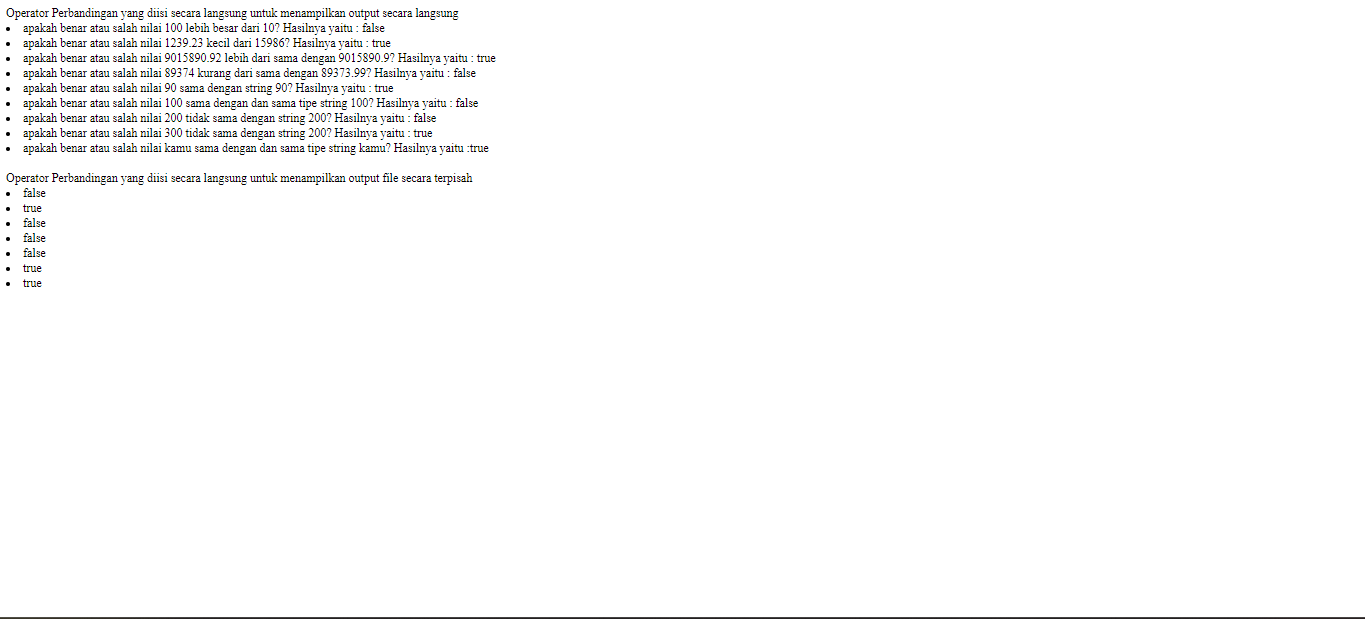 Operator Perbandingan yang diisi secara langsung untuk menampilkan output secara langsung
• apakah benar atau salah nilai 100 lebih besar dari 10? Hasilnya yaitu : false
• apakah benar atau salah nilai 1239.23 kecil dari 15986? Hasilnya yaitu : true
• apakah benar atau salah nilai 9015890.92 lebih dari sama dengan 9015890.9? Hasilnya yaitu : true
• apakah benar atau salah nilai 89374 kurang dari sama dengan 89373.99? Hasilnya yaitu : false
• apakah benar atau salah nilai 90 sama dengan string 90? Hasilnya yaitu : true
• apakah benar atau salah nilai 100 sama dengan dan sama tipe string 100? Hasilnya yaitu : false
• apakah benar atau salah nilai 200 tidak sama dengan string 200? Hasilnya yaitu : false
• apakah benar atau salah nilai 300 tidak sama dengan string 200? Hasilnya yaitu : true
• apakah benar atau salah nilai kamu sama dengan dan sama tipe string kamu? Hasilnya yaitu :true
Operator Perbandingan yang diisi secara langsung untuk menampilkan output file secara terpisah
• false
• true
• false
• false
• false
• true
• true